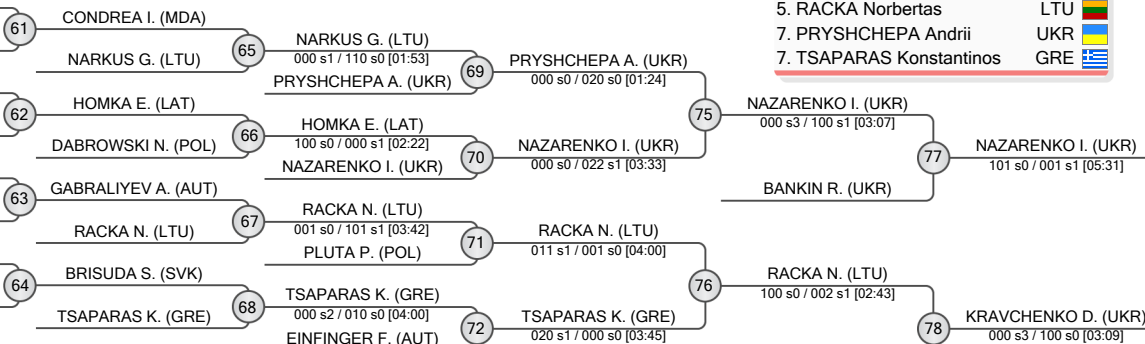 5. RACKA Norbertas LTU
7. PRYSHCHEPA Andrii UKR
7. TSAPARAS Konstantinos GRE
61
CONDREA I. (MDA)
NARKUS G. (LTU)
62
HOMKA E. (LAT)
DABROWSKI N. (POL)
63
GABRALIYEV A. (AUT)
RACKA N. (LTU)
64
BRISUDA S. (SVK)
TSAPARAS K. (GRE)
65
NARKUS G. (LTU)
000 s1 / 110 s0 [01:53]
PRYSHCHEPA A. (UKR)
66
HOMKA E. (LAT)
100 s0 / 000 s1 [02:22]
NAZARENKO I. (UKR)
67
RACKA N. (LTU)
001 s0 / 101 s1 [03:42]
PLUTA P. (POL)
68
TSAPARAS K. (GRE)
000 s2 / 010 s0 [04:00]
EINFINGER F. (AUT)
69
PRYSHCHEPA A. (UKR)
000 s0 / 020 s0 [01:24]
70
NAZARENKO I. (UKR)
000 s0 / 022 s1 [03:33]
71
RACKA N. (LTU)
011 s1 / 001 s0 [04:00]
72
TSAPARAS K. (GRE)
020 s1 / 000 s0 [03:45]
75
NAZARENKO I. (UKR)
000 s3 / 100 s1 [03:07]
BANKIN R. (UKR)
76
RACKA N. (LTU)
100 s0 / 002 s1 [02:43]
77
NAZARENKO I. (UKR)
101 s0 / 001 s1 [05:31]
78
KRAVCHENKO D. (UKR)
000 s3 / 100 s0 [03:09]